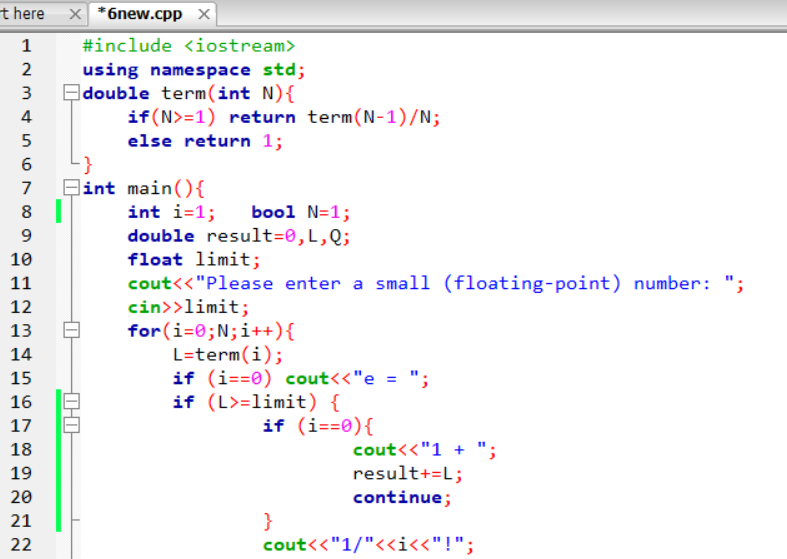 rt here × *6new.cpp ×
1 #include <iostream>
2 using namespace std;
3 double term(int N){
4 if(N>=1) return term(N-1)/N;
5 else return 1;
6 }
7 int main(){
8 int i=1; bool N=1;
9 double result=0,L,Q;
10 float limit;
11 cout<<"Please enter a small (floating-point) number: ";
12 cin>>limit;
13 for(i=0;N;i++){
14 L=term(i);
15 if (i==0) cout<<"e = ";
16 if (L>=limit) {
17 if (i==0){
18 cout<<"1 + ";
19 result+=L;
20 continue;
21 }
22 cout<<"1/"<<i<<"!";